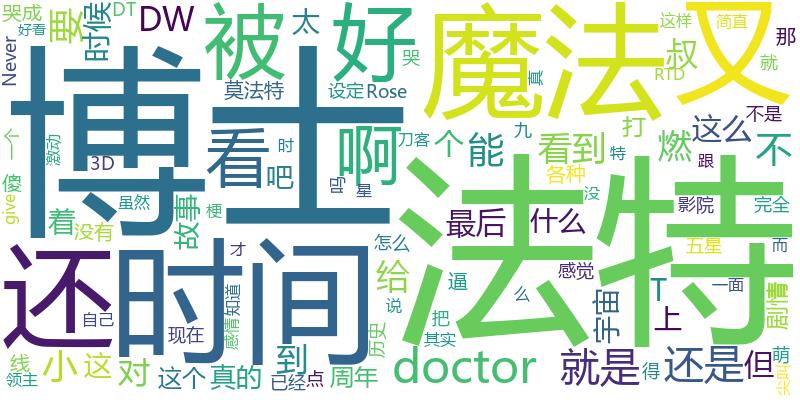 哭成
好看
DT
要
时候
DW
被
好
太
魔法
又
这样
简直
那
Never
博士
莫法特
设定
Rose
哭
叔
真
RTD
就
个
一
激动
3D
看
时
啊
刀客
个
能
九
看到
打
燃
这么
不是
不
傻
give
虽然
吧
吗
星
法特
特
各种
没
跟
着
没有
故事
梗
最后
什么
影院
完全
还
时间
才
怎么
给
逼
感觉
宇宙
五星
而
T
一面
自己
现在
感情
知道
说
么
把
上
剧情
线
小
这
对
到
历史
其实
doctor
就是
还是
得
但
萌
尖叫
领主
这个
真的
已经
点
周年